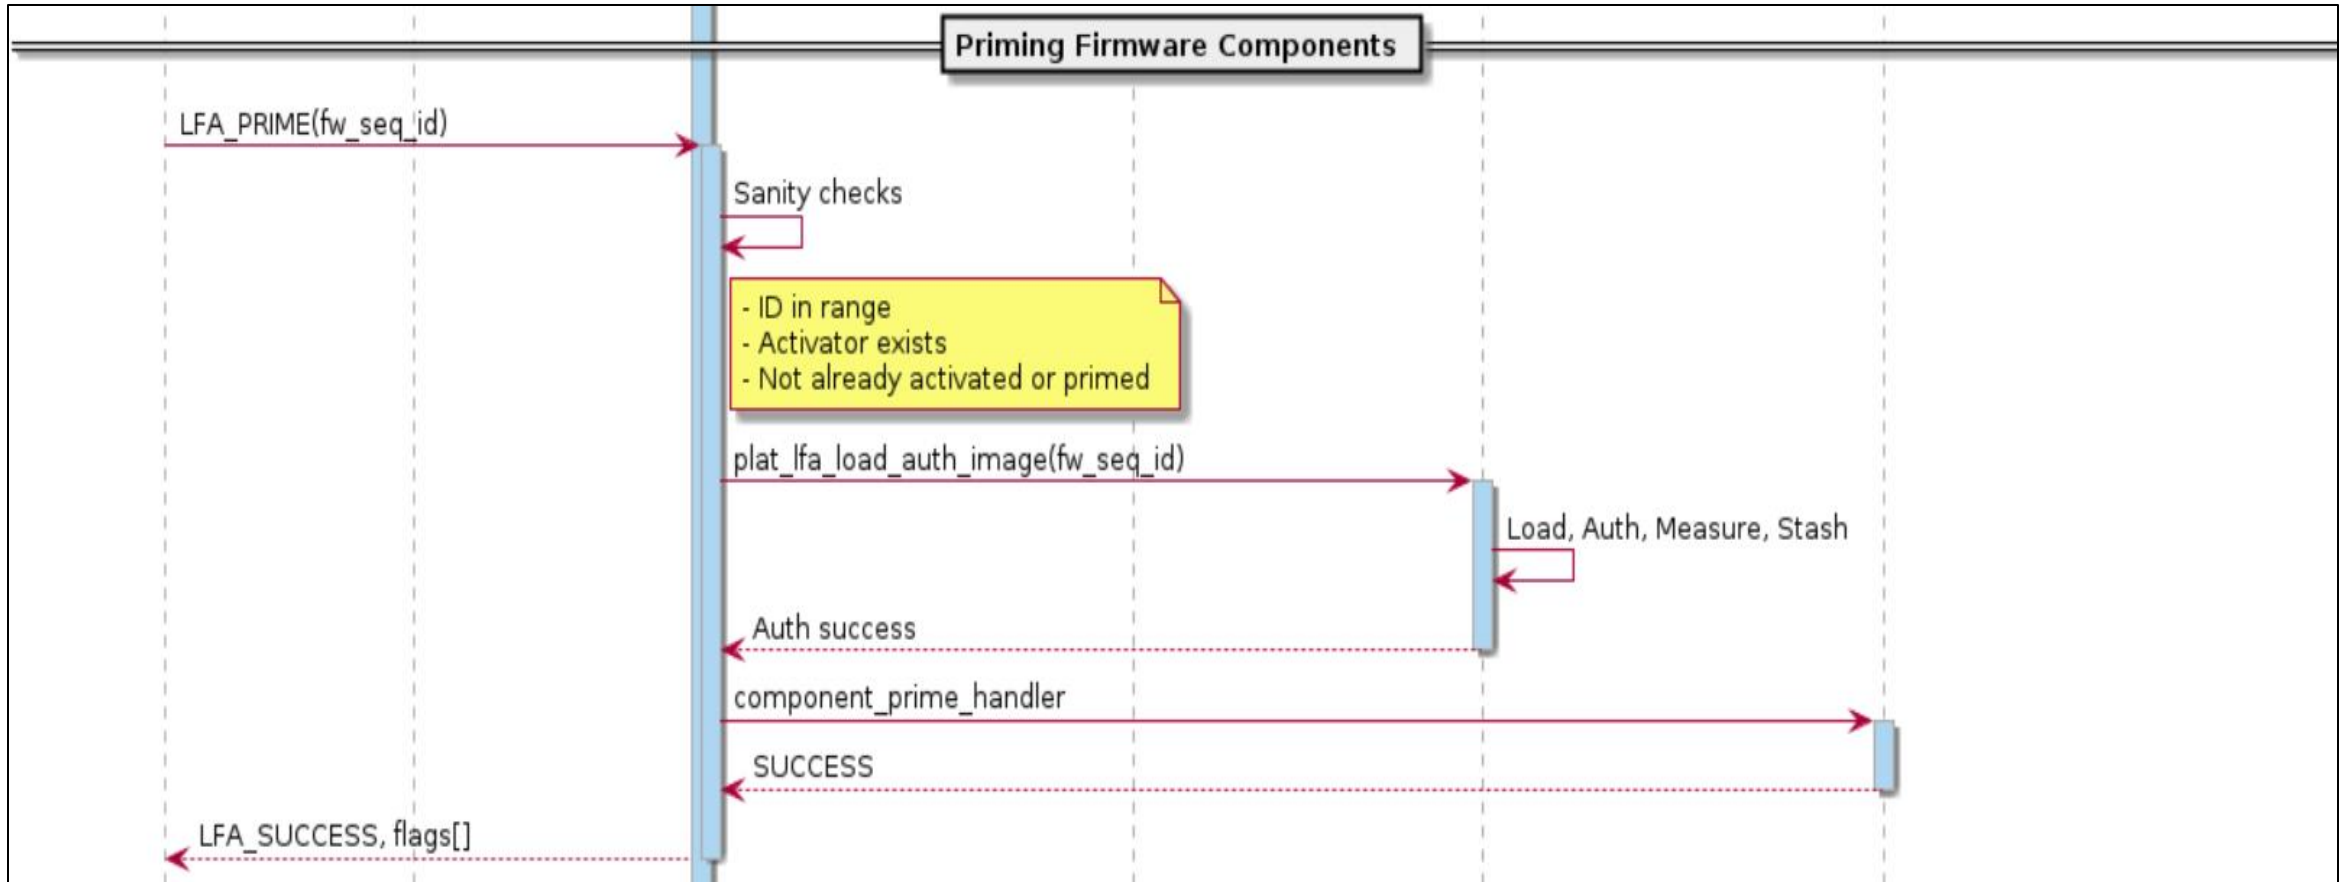 Priming Firmware Components
LFA_PRIME(fw_seq_id)
Sanity checks
- ID in range
- Activator exists
- Not already activated or primed
plat_lfa_load_auth_image(fw_seq_id)
Load, Auth, Measure, Stash
Auth success
component_prime_handler
SUCCESS
LFA_SUCCESS, flags[]